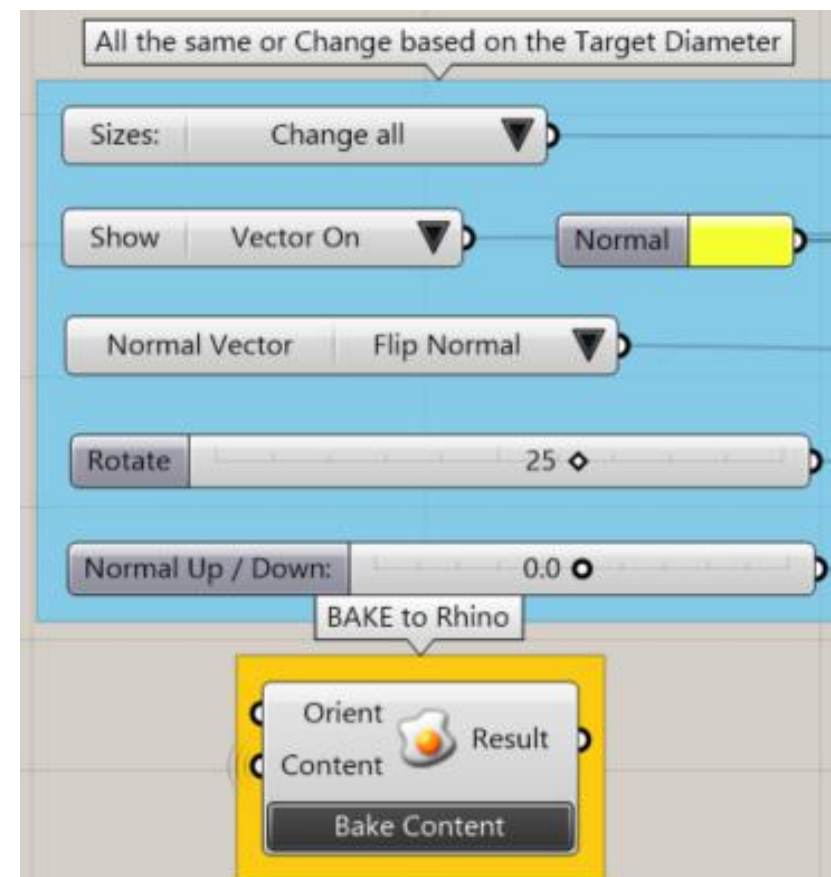 All the same or Change based on the Target Diameter
Sizes: Change all
Show Vector On Normal
Normal Vector Flip Normal
Rotate 25
Normal Up / Down: 0.0
BAKE to Rhino
Orient
Result
Content
Bake Content